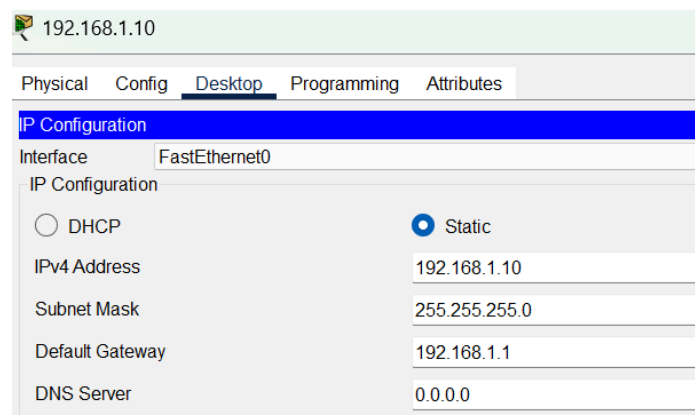 192.168.1.10
Physical Config Desktop Programming Attributes
IP Configuration
Interface FastEthernet0
IP Configuration
DHCP Static
IPv4 Address 192.168.1.10
Subnet Mask 255.255.255.0
Default Gateway 192.168.1.1
DNS Server 0.0.0.0